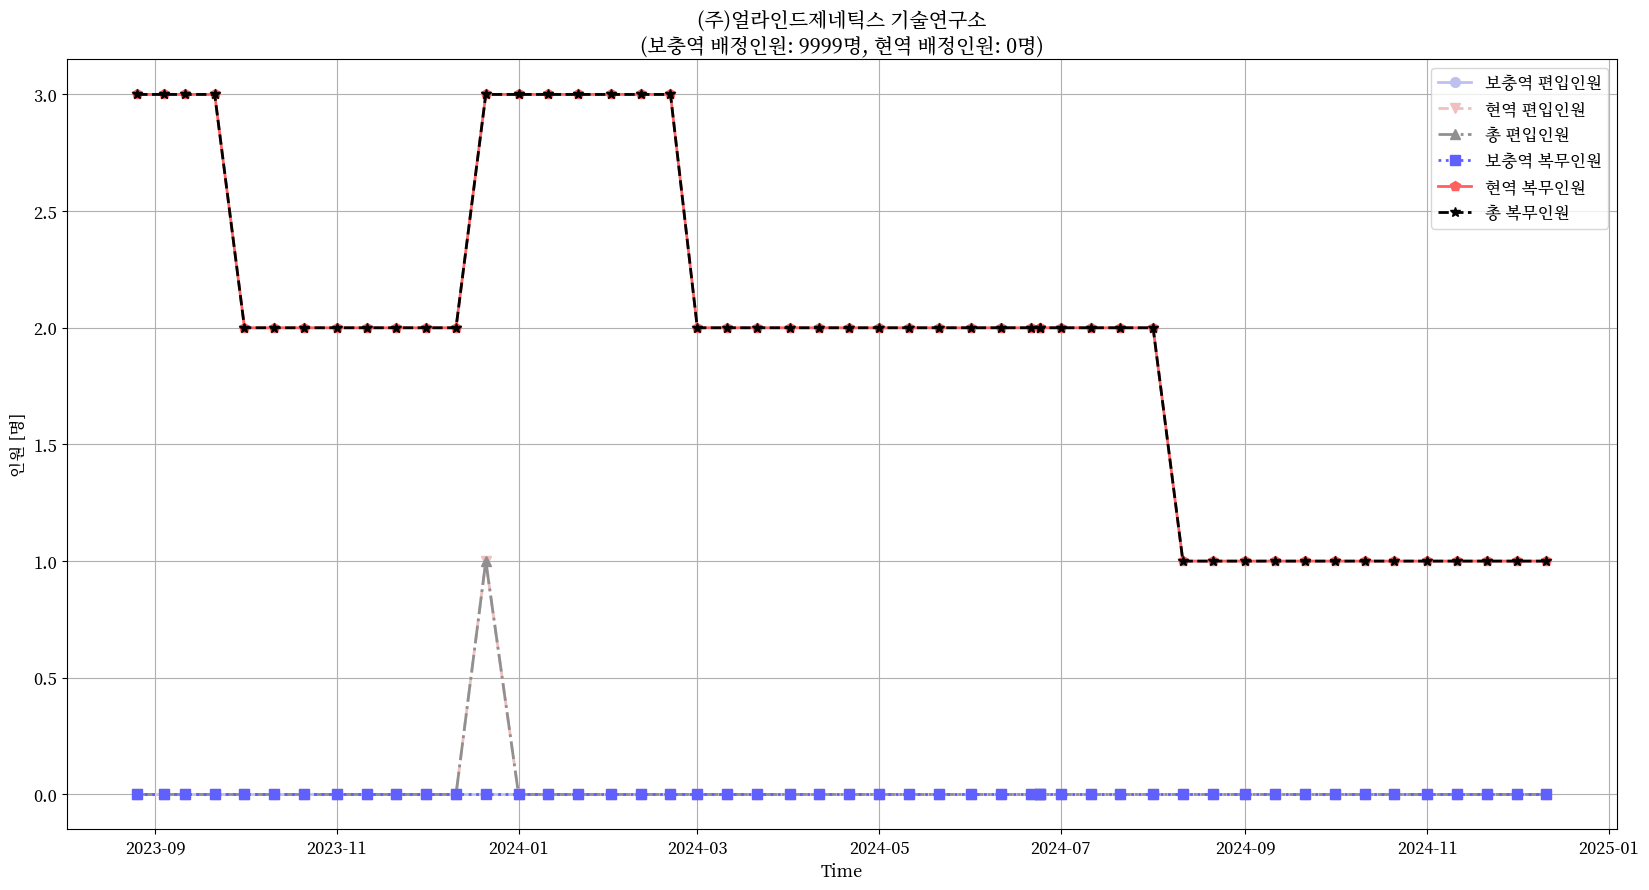 (주)얼라인드제네틱스 기술연구소
(보충역 배정인원: 9999명, 현역 배정인원: 0명)
보충역 편입인원
현역 편입인원
총 편입인원
보충역 복무인원
현역 복무인원
총 복무인원
인원 [명]
3.0
2.5
2.0
1.5
1.0
0.5
0.0
2023-09
2023-11
2024-01
2024-03
2024-05
2024-07
2024-09
2024-11
2025-01
Time